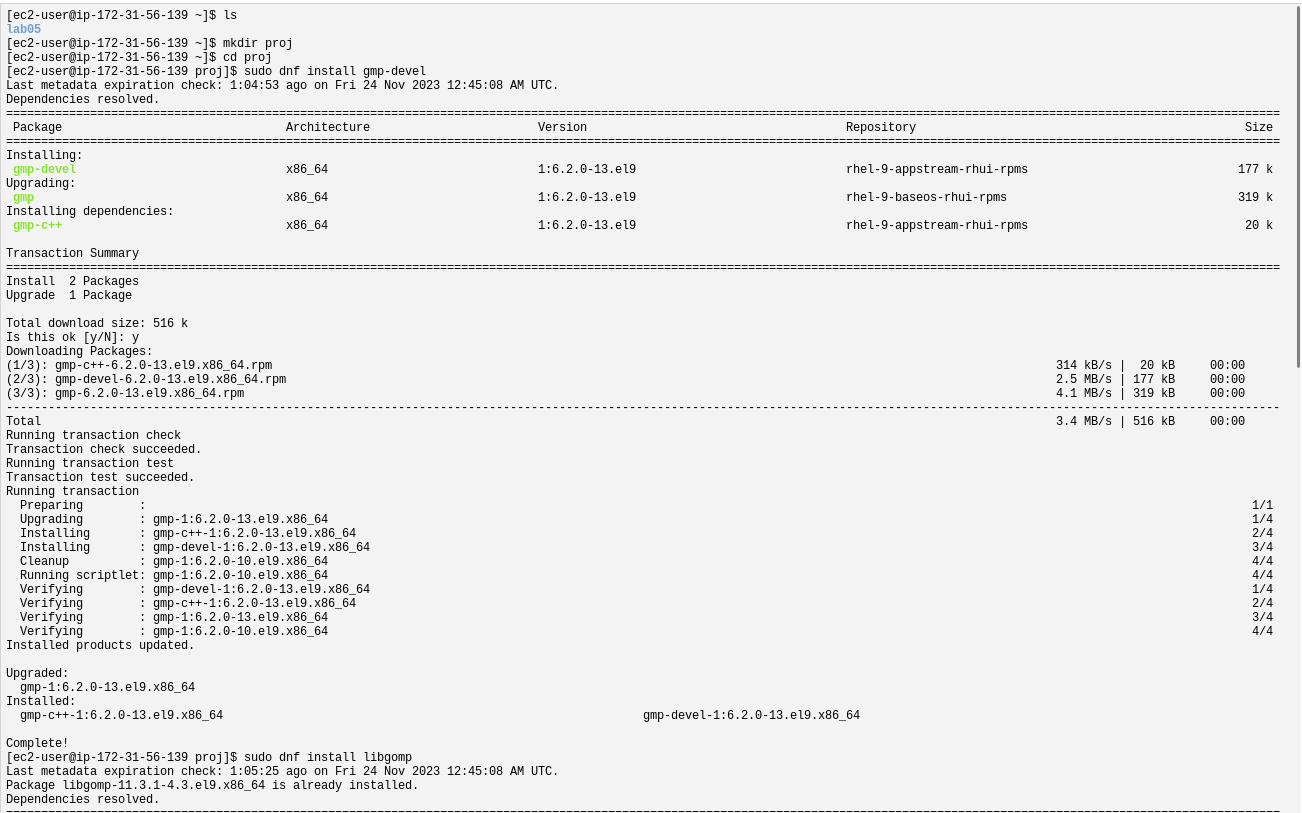 [ec2-user@ip-172-31-56-139 ~]$ ls
lab05
[ec2-user@ip-172-31-56-139 ~]$ mkdir proj
[ec2-user@ip-172-31-56-139 ~]$ cd proj
[ec2-user@ip-172-31-56-139 proj]$ sudo dnf install gmp-devel
Last metadata expiration check: 1:04:53 ago on Fri 24 Nov 2023 12:45:08 AM UTC.
Dependencies resolved.
Package Architecture Version Repository Size
Installing:
gmp-devel x86_64 1:6.2.0-13.el9 rhel-9-appstream-rhui-rpms 177 k
Upgrading:
gmp x86_64 1:6.2.0-13.el9 rhel-9-baseos-rhui-rpms 319 k
Installing dependencies:
gmp-c++ x86_64 1:6.2.0-13.el9 rhel-9-appstream-rhui-rpms 20 k
Transaction Summary
Install  2 Packages
Upgrade  1 Package
Total download size: 516 k
Is this ok [y/N]: y
Downloading Packages:
(1/3): gmp-c++-6.2.0-13.el9.x86_64.rpm 314 kB/s |  20 kB 00:00
(2/3): gmp-devel-6.2.0-13.el9.x86_64.rpm 2.5 MB/s | 177 kB 00:00
(3/3): gmp-6.2.0-13.el9.x86_64.rpm 4.1 MB/s | 319 kB 00:00
Total 3.4 MB/s | 516 kB 00:00
Running transaction check
Transaction check succeeded.
Running transaction test
Transaction test succeeded.
Running transaction
Preparing : 1/1
Upgrading : gmp-1:6.2.0-13.el9.x86_64 1/4
Installing : gmp-c++-1:6.2.0-13.el9.x86_64 2/4
Installing : gmp-devel-1:6.2.0-13.el9.x86_64 3/4
Cleanup : gmp-1:6.2.0-10.el9.x86_64 4/4
Running scriptlet: gmp-1:6.2.0-10.el9.x86_64 4/4
Verifying : gmp-devel-1:6.2.0-13.el9.x86_64 1/4
Verifying : gmp-c++-1:6.2.0-13.el9.x86_64 2/4
Verifying : gmp-1:6.2.0-13.el9.x86_64 3/4
Verifying : gmp-1:6.2.0-10.el9.x86_64 4/4
Installed products updated.
Upgraded:
gmp-1:6.2.0-13.el9.x86_64
Installed:
gmp-c++-1:6.2.0-13.el9.x86_64 gmp-devel-1:6.2.0-13.el9.x86_64
Complete!
[ec2-user@ip-172-31-56-139 proj]$ sudo dnf install libgomp
Last metadata expiration check: 1:05:25 ago on Fri 24 Nov 2023 12:45:08 AM UTC.
Package libgomp-11.3.1-4.3.el9.x86_64 is already installed.
Dependencies resolved.